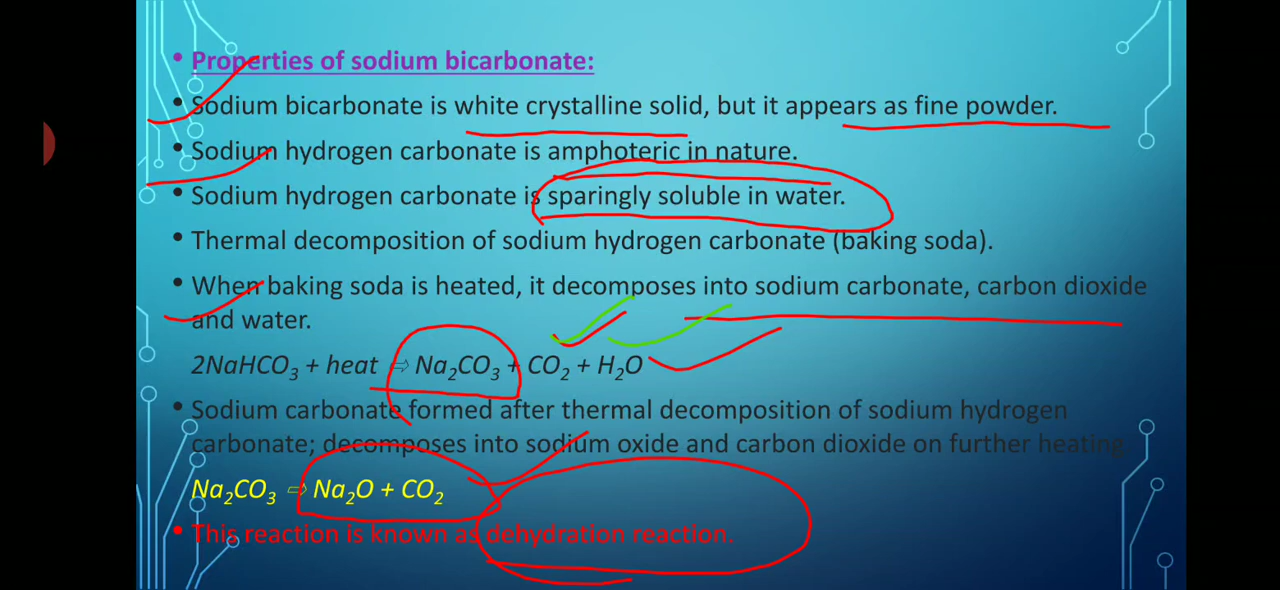 • Properties of sodium bicarbonate:
• Sodium bicarbonate is white crystalline solid, but it appears as fine powder.
• Sodium hydrogen carbonate is amphoteric in nature.
• Sodium hydrogen carbonate is sparingly soluble in water.
• Thermal decomposition of sodium hydrogen carbonate (baking soda).
• When baking soda is heated, it decomposes into sodium carbonate, carbon dioxide
and water.
2NaHCO₃ + heat ⇨ Na₂CO₃ + CO₂ + H₂O
• Sodium carbonate formed after thermal decomposition of sodium hydrogen
carbonate; decomposes into sodium oxide and carbon dioxide on further heating.
Na₂CO₃ ⇨ Na₂O + CO₂
• This reaction is known as dehydration reaction.